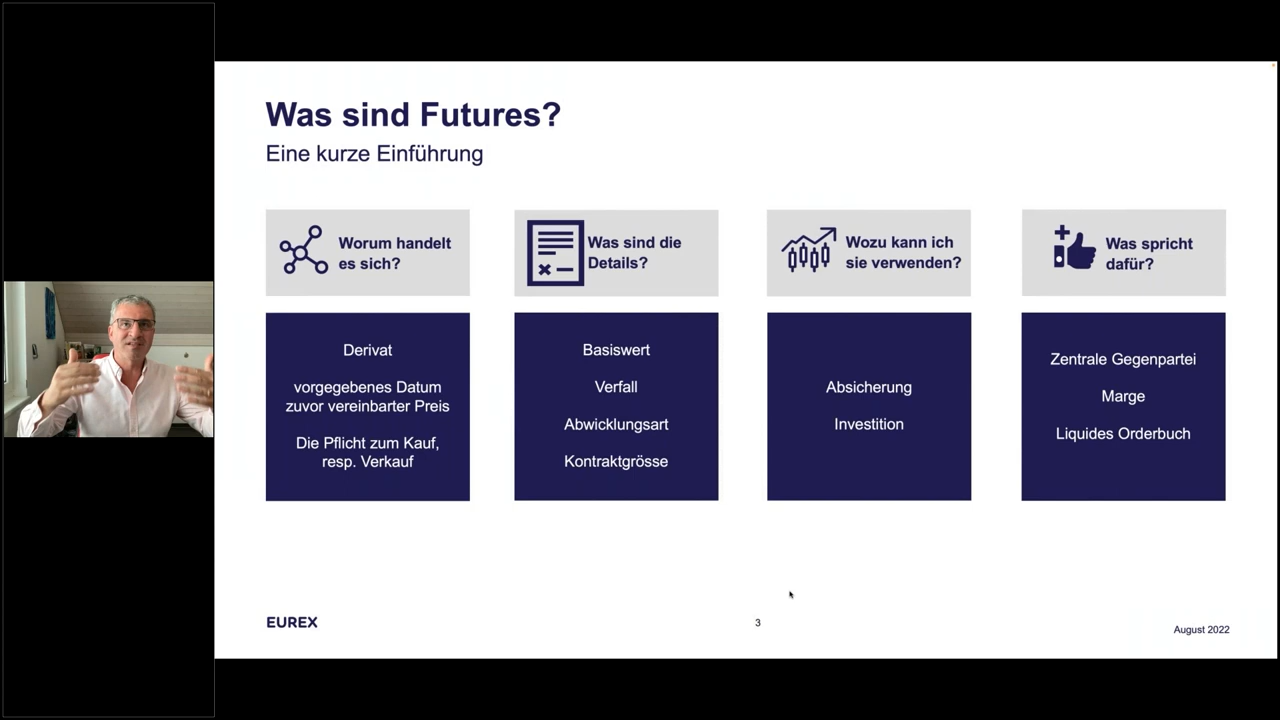 Was sind Futures?
Eine kurze Einführung
Worum handelt
es sich?
Derivat
vorgegebenes Datum
zuvor vereinbarter Preis
Die Pflicht zum Kauf,
resp. Verkauf
Was sind die
Details?
Basiswert
Verfall
Abwicklungsart
Kontraktgrösse
Wozu kann ich
sie verwenden?
Absicherung
Investition
Was spricht
dafür?
Zentrale Gegenpartei
Marge
Liquides Orderbuch
EUREX
3
August 2022